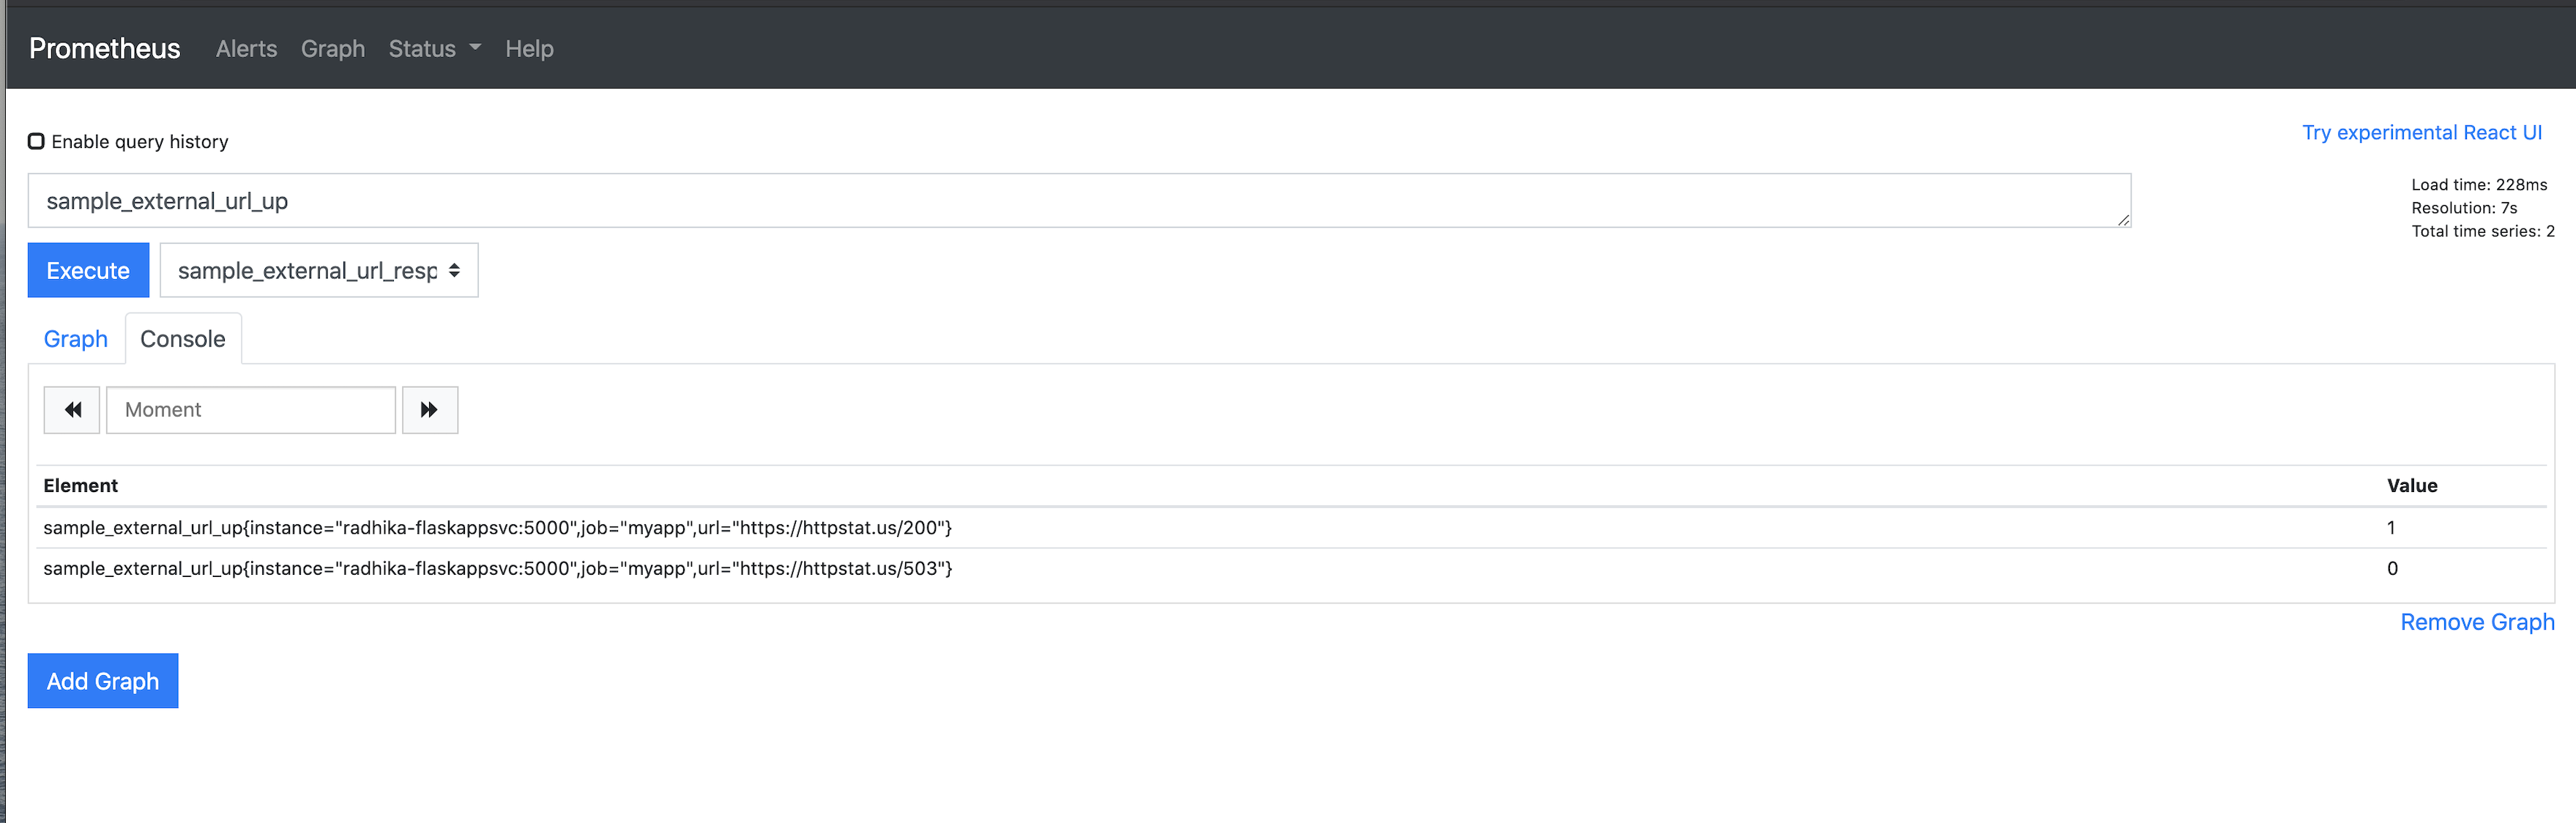 Prometheus Alerts Graph Status Help
Enable query history
Try experimental React UI
sample_external_url_up
Load time: 228ms
Resolution: 7s
Total time series: 2
Execute sample_external_url_resp
Graph Console
Moment
Element Value
sample_external_url_up{instance="radhika-flaskappsvc:5000",job="myapp",url="https://httpstat.us/200"} 1
sample_external_url_up{instance="radhika-flaskappsvc:5000",job="myapp",url="https://httpstat.us/503"} 0
Remove Graph
Add Graph